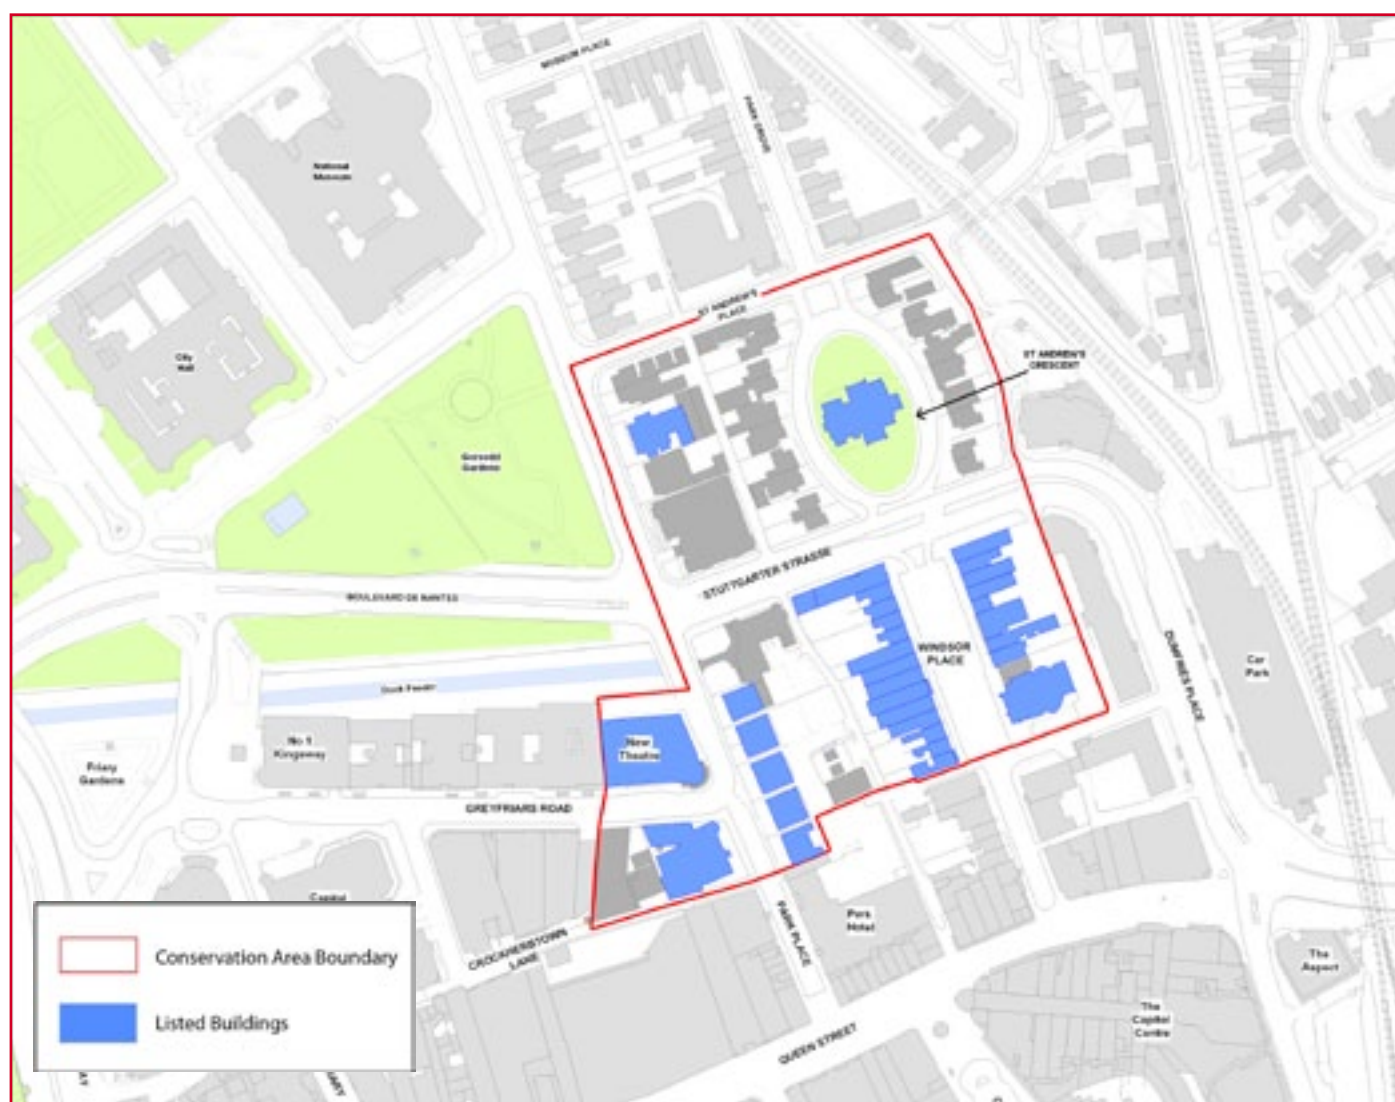 MUSEUM PLACE
PARK GROVE
National
Museum
ST ANDREW'S
PLACE
City
Hall
ST ANDREW'S
CRESCENT
Gorsedd
Gardens
STUTTGARTER STRASSE
BOULEVARD DE NANTES
WINDSOR
PLACE
DUMFRIES PLACE
Car
Park
Dock Feeder
No 1
Kingsway
New
Theatre
Friary
Gardens
GREYFRIARS ROAD
Capitol
PARK PLACE
Parc
Hotel
CROCKHERBTOWN
LANE
The
Aspect
The
Capitol
Centre
QUEEN STREET
Conservation Area Boundary
Listed Buildings